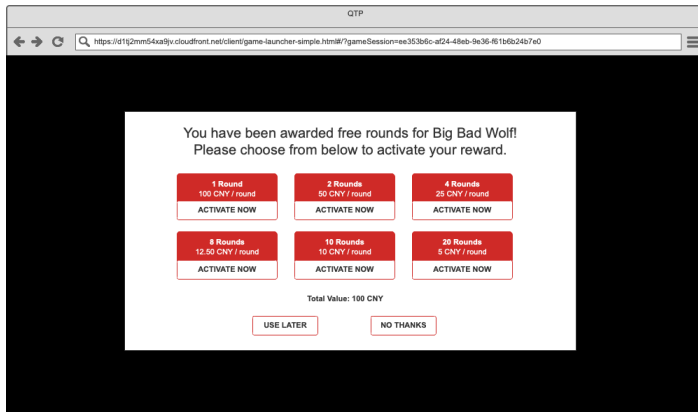 QTP
https://d1tj2mm54xa9jv.cloudfront.net/client/game-launcher-simple.html#/?gameSession=ee353b6c-af24-48eb-9e36-f61b6b24b7e0
You have been awarded free rounds for Big Bad Wolf!
Please choose from below to activate your reward.
1 Round
100 CNY / round
ACTIVATE NOW
2 Rounds
50 CNY / round
ACTIVATE NOW
4 Rounds
25 CNY / round
ACTIVATE NOW
8 Rounds
12.50 CNY / round
ACTIVATE NOW
10 Rounds
10 CNY / round
ACTIVATE NOW
20 Rounds
5 CNY / round
ACTIVATE NOW
Total Value: 100 CNY
USE LATER
NO THANKS